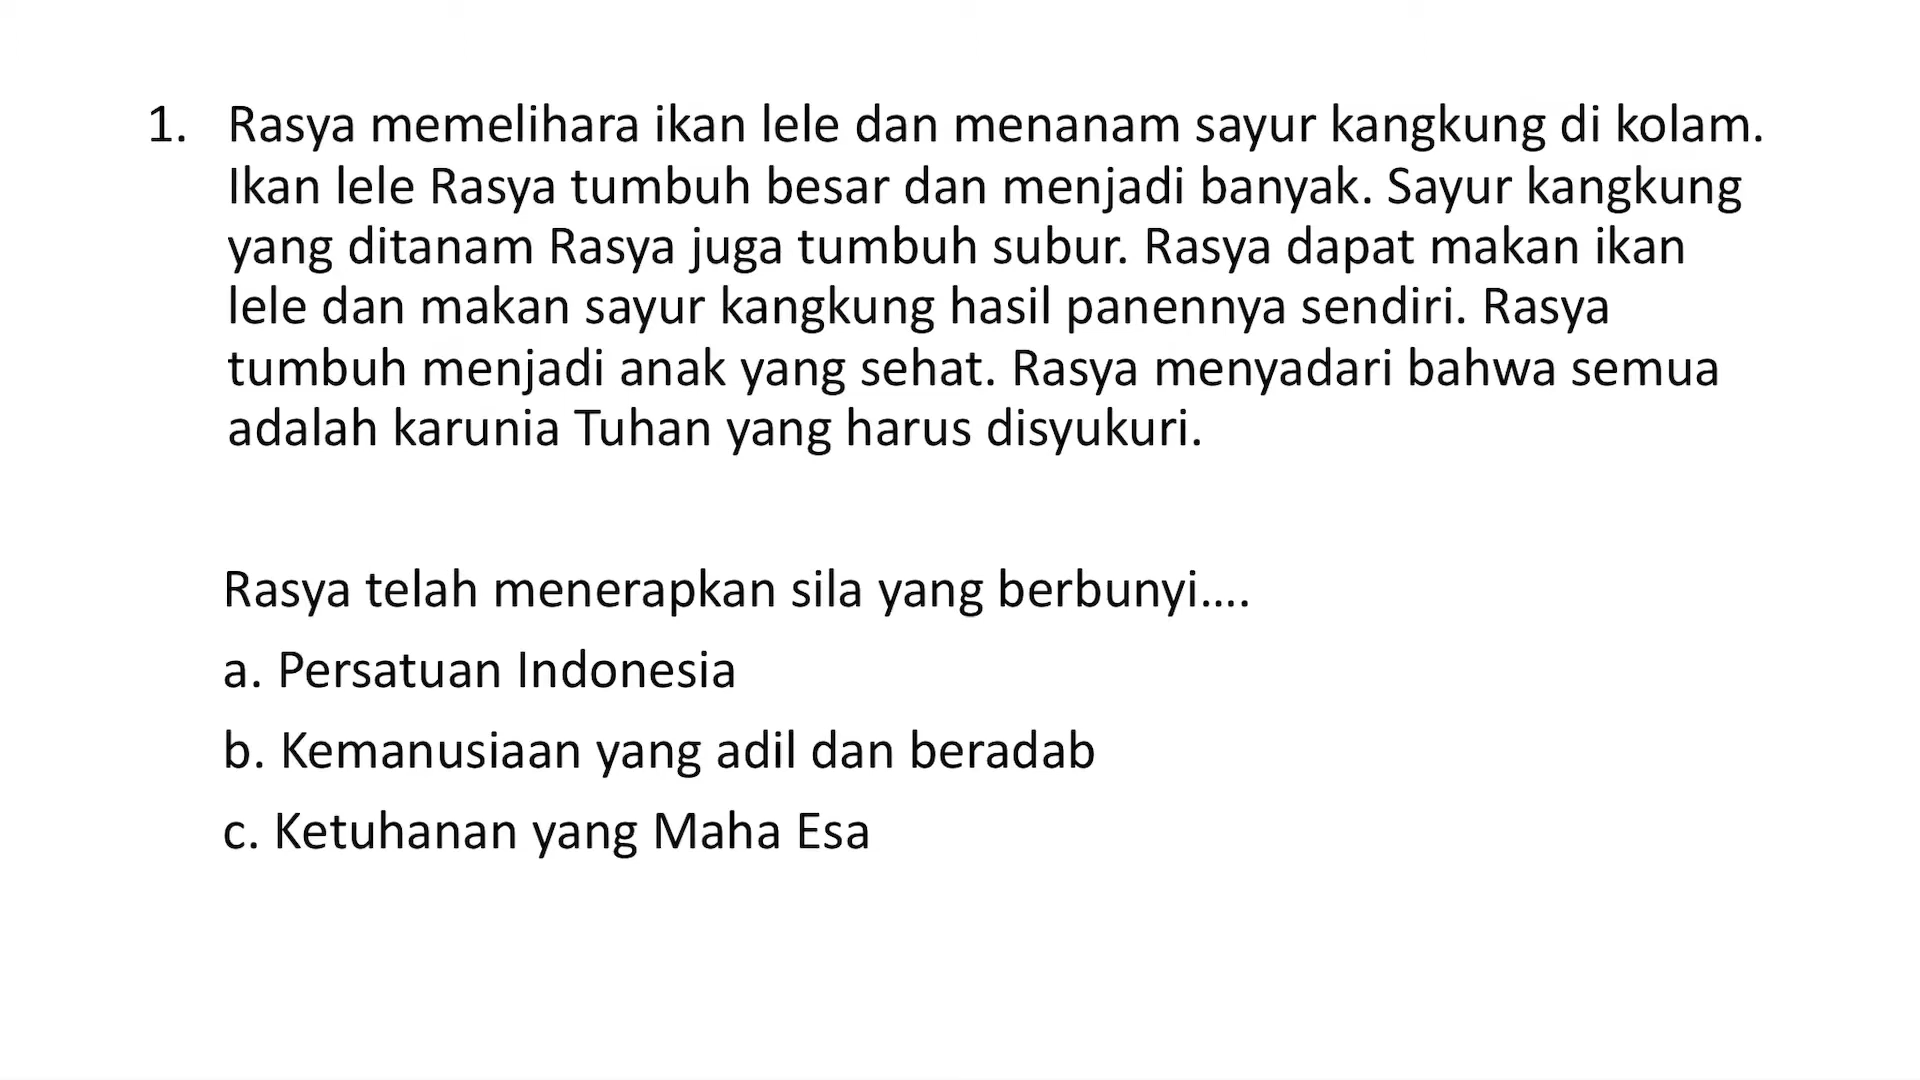 1. Rasya memelihara ikan lele dan menanam sayur kangkung di kolam.
Ikan lele Rasya tumbuh besar dan menjadi banyak. Sayur kangkung
yang ditanam Rasya juga tumbuh subur. Rasya dapat makan ikan
lele dan makan sayur kangkung hasil panennya sendiri. Rasya
tumbuh menjadi anak yang sehat. Rasya menyadari bahwa semua
adalah karunia Tuhan yang harus disyukuri.
Rasya telah menerapkan sila yang berbunyi....
a. Persatuan Indonesia
b. Kemanusiaan yang adil dan beradab
c. Ketuhanan yang Maha Esa